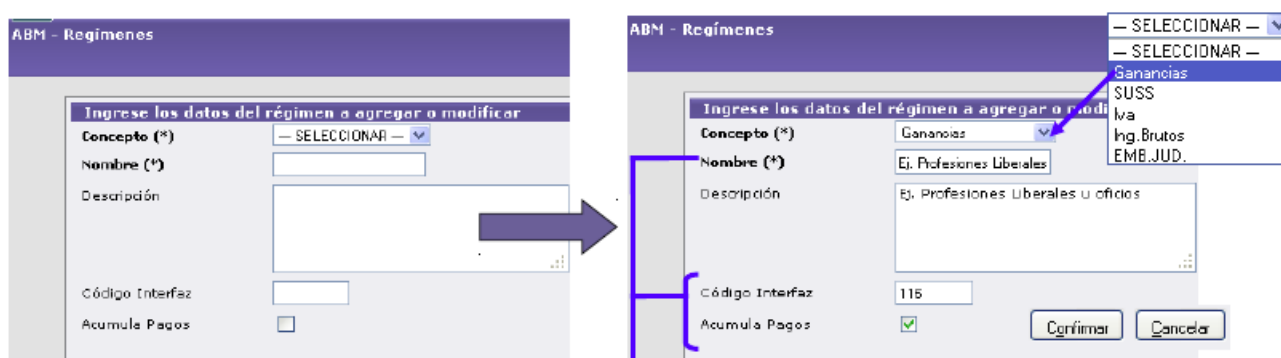 ABM - Regimenes
Ingrese los datos del régimen a agregar o modificar
Concepto (*)
— SELECCIONAR —
Nombre (*)
Descripción
Código Interfaz
Acumula Pagos
ABM - Regímenes
— SELECCIONAR —
— SELECCIONAR —
Ganancias
SUSS
Iva
Ing.Brutos
EMB.JUD.
Ingrese los datos del régimen a agregar o modi
Concepto (*)
Ganancias
Nombre (*)
Ej. Profesiones Liberales
Descripción
Ej. Profesiones Liberales u oficios
Código Interfaz
116
Acumula Pagos
Confirmar
Cancelar